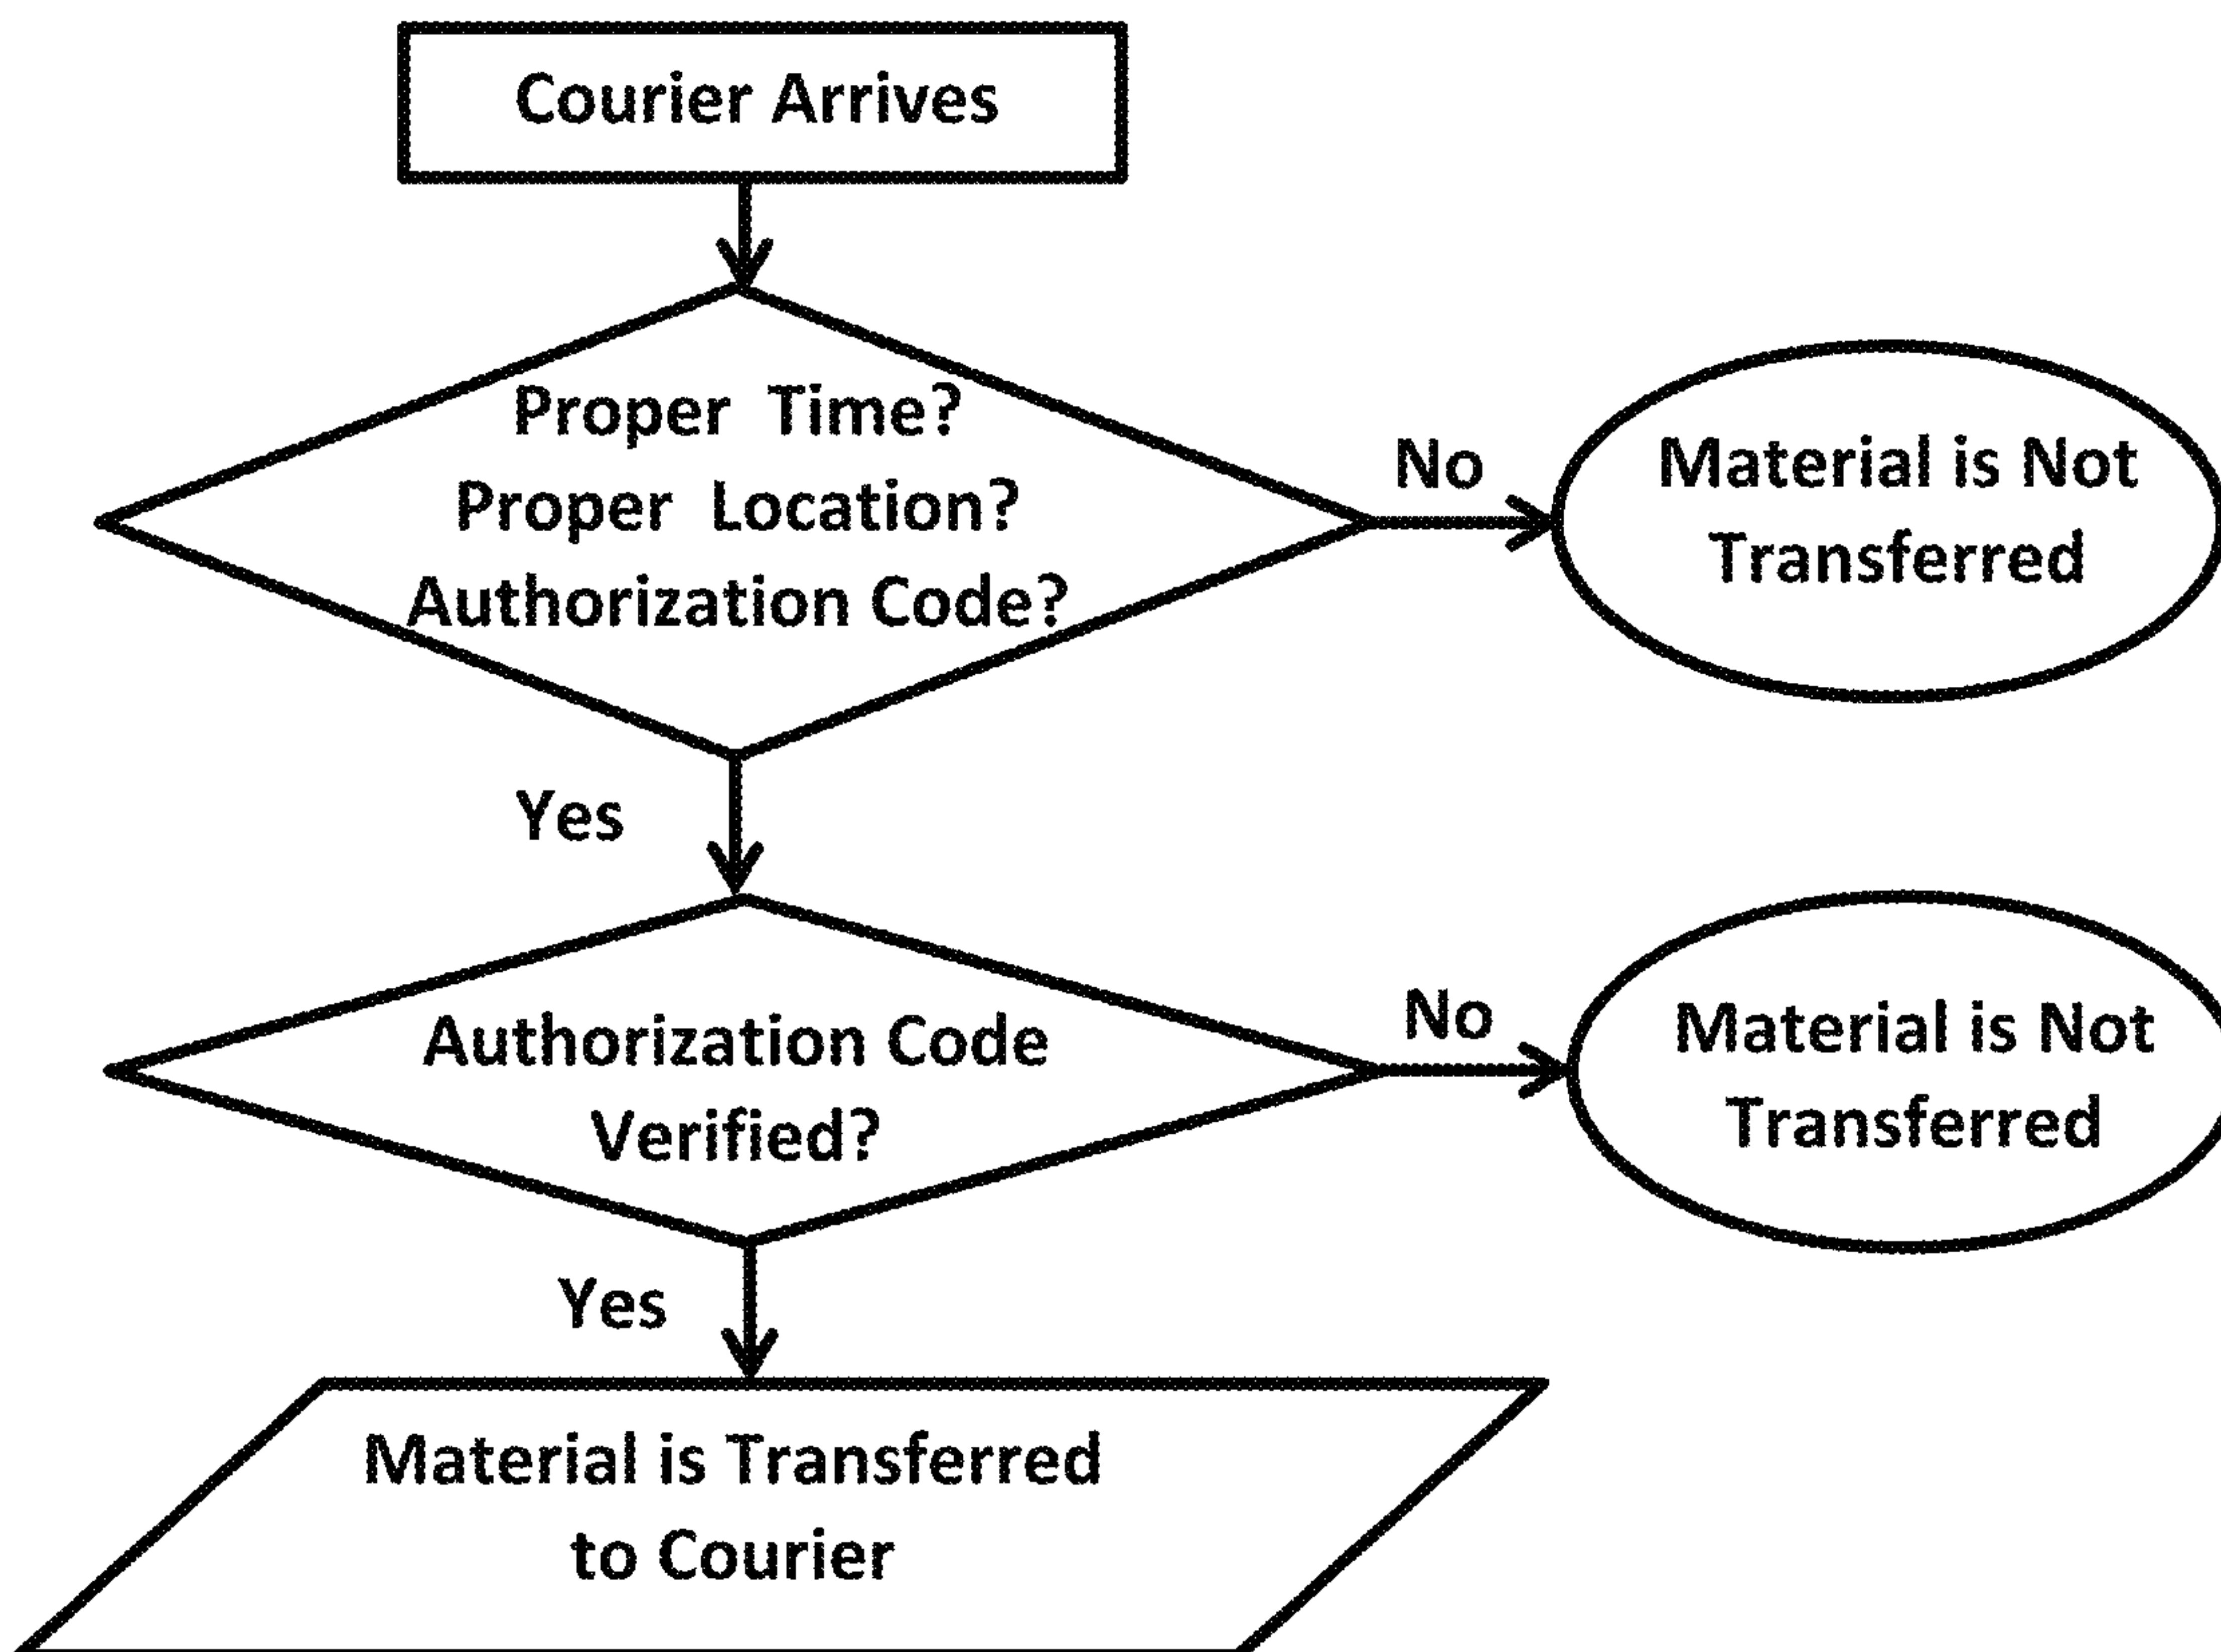 Courier Arrives
Proper Time?
Proper Location?
Authorization Code?
No
Material is Not
Transferred
Yes
Authorization Code
Verified?
No
Material is Not
Transferred
Yes
Material is Transferred
to Courier